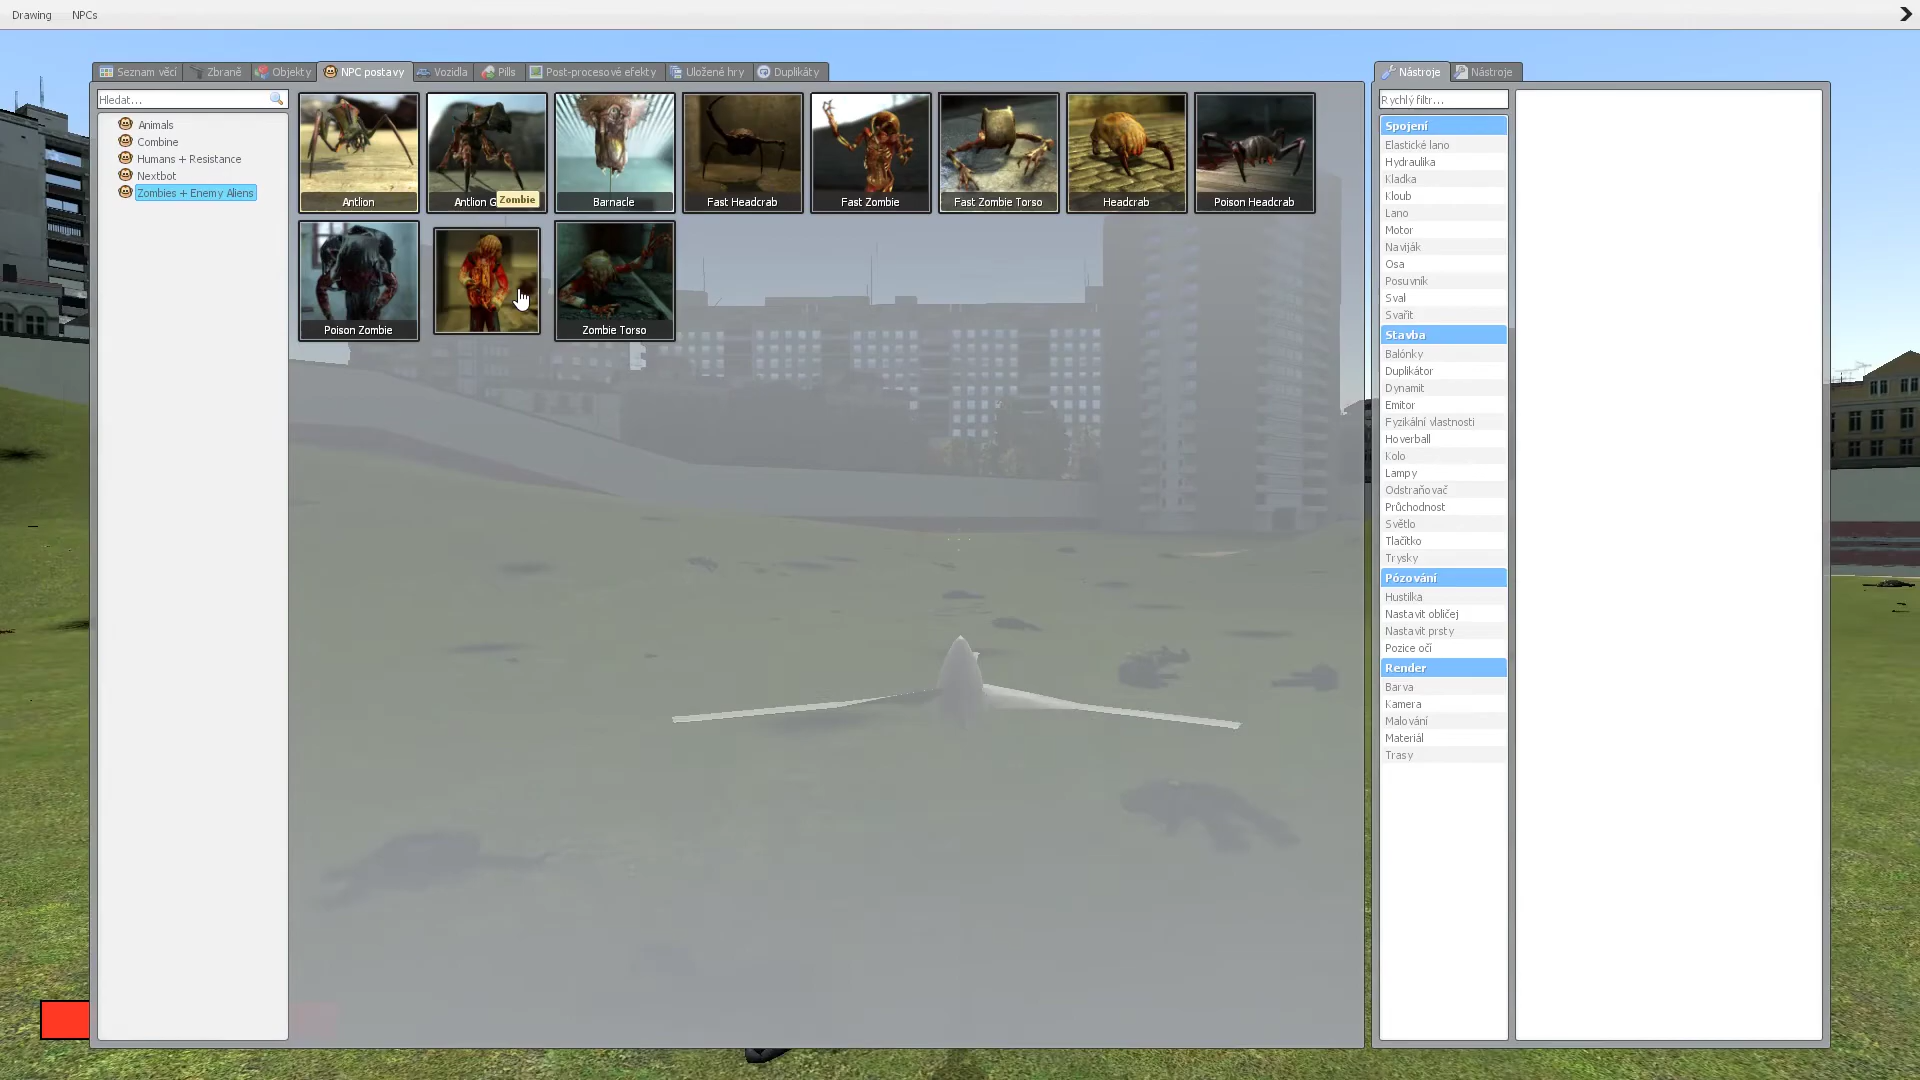 Drawing NPCs
Seznam věcí Zbraně Objekty NPC postavy Vozidla Pills Post-procesové efekty Uložené hry Duplikáty
Nástroje Nástroje
Hledat...
Animals
Combine
Humans + Resistance
Nextbot
Zombies + Enemy Aliens
Antlion
Antlion G
Zombie
Barnacle
Fast Headcrab
Fast Zombie
Fast Zombie Torso
Headcrab
Poison Headcrab
Poison Zombie
Zombie Torso
Rychlý filtr...
Spojení
Elastické lano
Hydraulika
Kladka
Kloub
Lano
Motor
Naviják
Osa
Posuvník
Sval
Svařit
Stavba
Balónky
Duplikátor
Dynamit
Emitor
Fyzikální vlastnosti
Hoverball
Kolo
Lampy
Odstraňovač
Průchodnost
Světlo
Tlačítko
Trysky
Pózování
Hustilka
Nastavit obličej
Nastavit prsty
Pozice očí
Render
Barva
Kamera
Malování
Materiál
Trasy